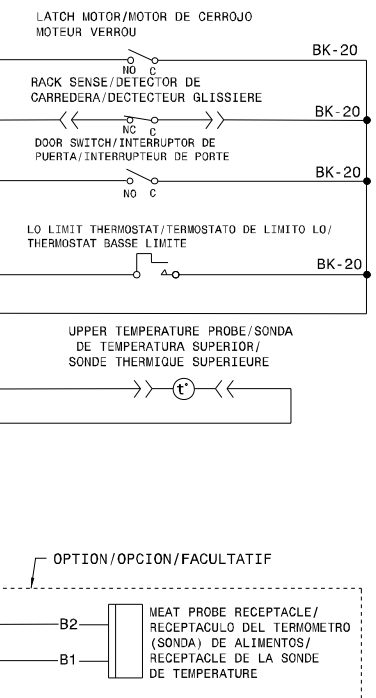 LATCH MOTOR/MOTOR DE CERROJO
MOTEUR VERROU
BK-20
NO C
RACK SENSE/DETECTOR DE
CARREDERA/DECTECTEUR GLISSIERE
BK-20
NC C
DOOR SWITCH/INTERRUPTOR DE
PUERTA/INTERRUPTEUR DE PORTE
BK-20
NO C
LO LIMIT THERMOSTAT/TERMOSTATO DE LIMITO LO/
THERMOSTAT BASSE LIMITE
BK-20
UPPER TEMPERATURE PROBE/SONDA
DE TEMPERATURA SUPERIOR/
SONDE THERMIQUE SUPERIEURE
t°
OPTION/OPCION/FACULTATIF
B2
B1
MEAT PROBE RECEPTACLE/
RECEPTACULO DEL TERMOMETRO
(SONDA) DE ALIMENTOS/
RECEPTACLE DE LA SONDE
DE TEMPERATURE